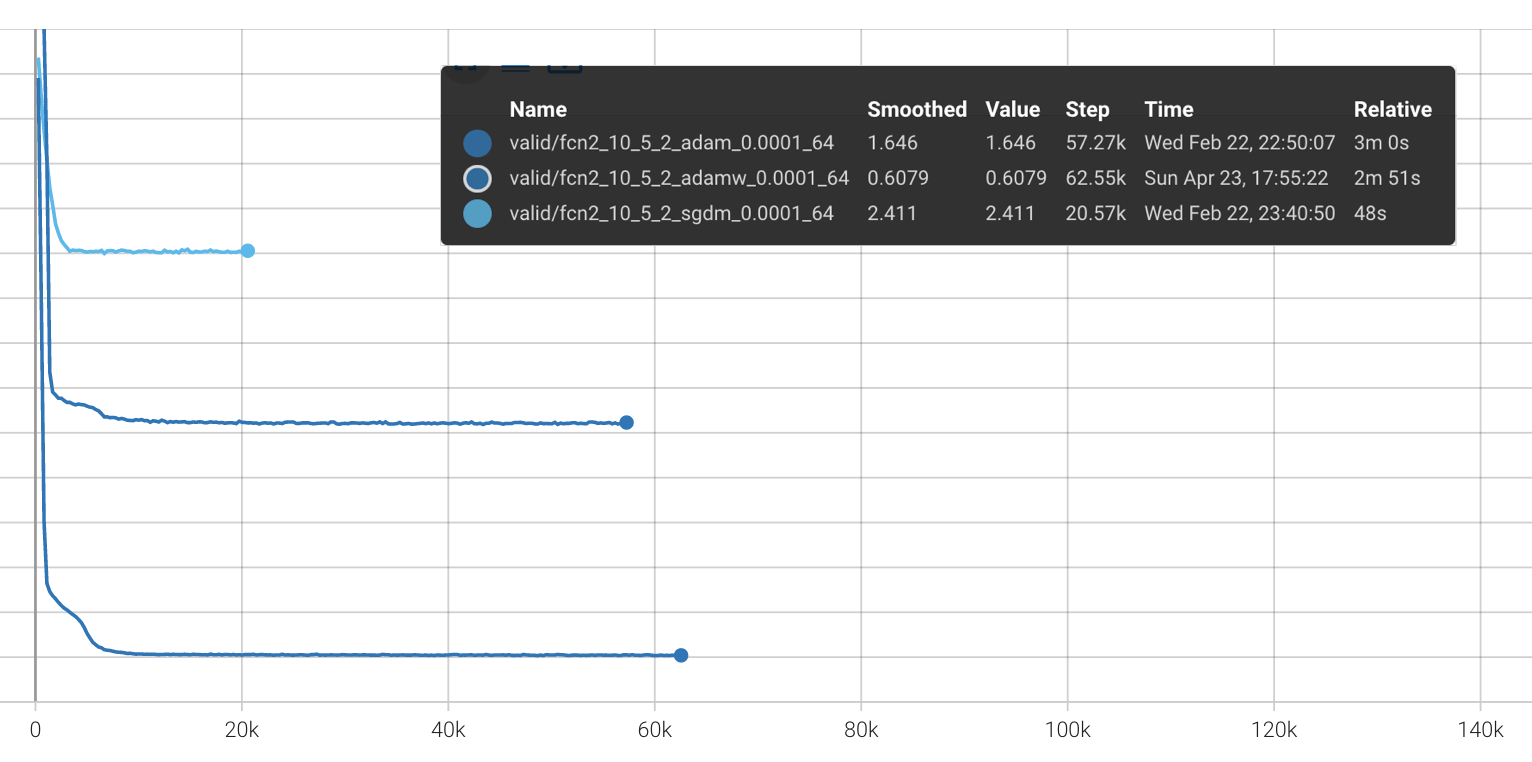 Name Smoothed Value Step Time Relative
valid/fcn2_10_5_2_adam_0.0001_64 1.646 1.646 57.27k Wed Feb 22, 22:50:07 3m 0s
valid/fcn2_10_5_2_adamw_0.0001_64 0.6079 0.6079 62.55k Sun Apr 23, 17:55:22 2m 51s
valid/fcn2_10_5_2_sgdm_0.0001_64 2.411 2.411 20.57k Wed Feb 22, 23:40:50 48s
0 20k 40k 60k 80k 100k 120k 140k